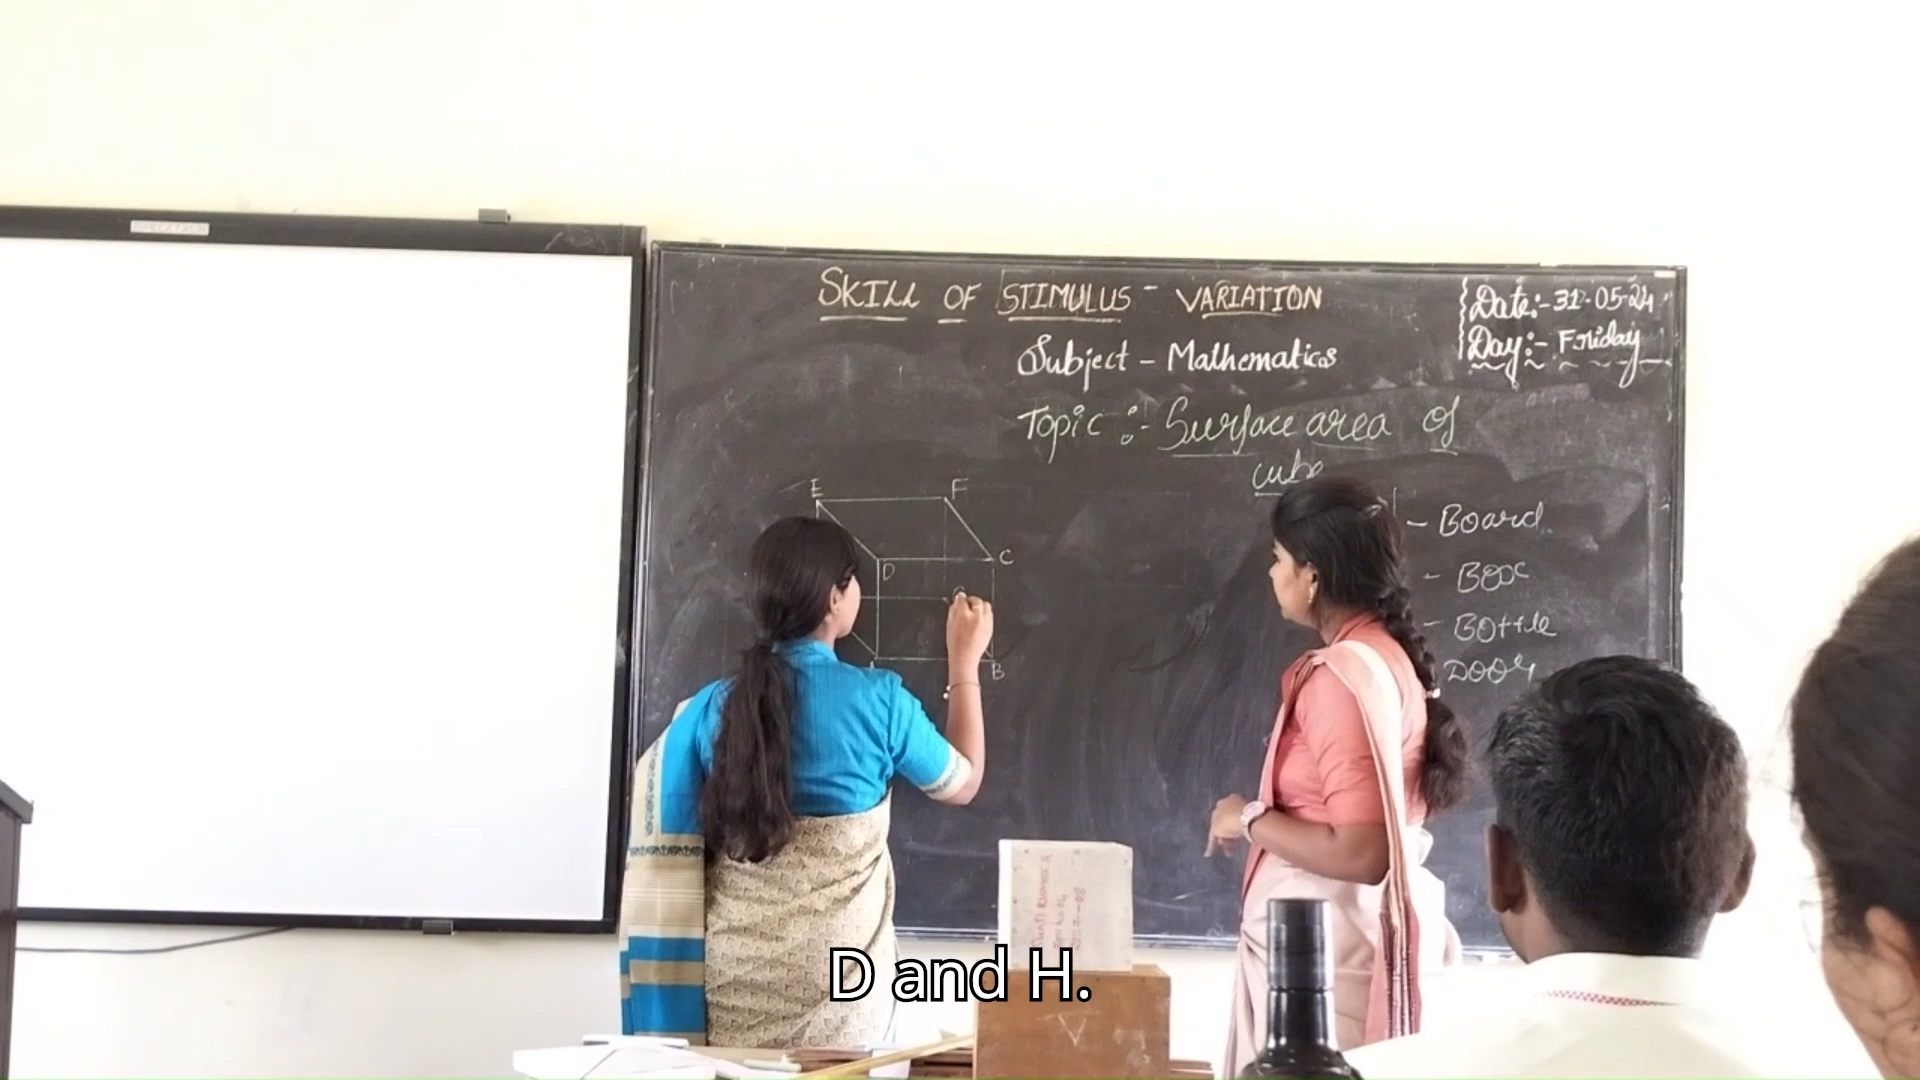 SKILL OF STIMULUS - VARIATION
Date:- 31-05-24
Day:- Friday
Subject - Mathematics
Topic :- Surface area of
cube
E F
D C
B
- Board
- Box
- Bottle
Door
D and H.